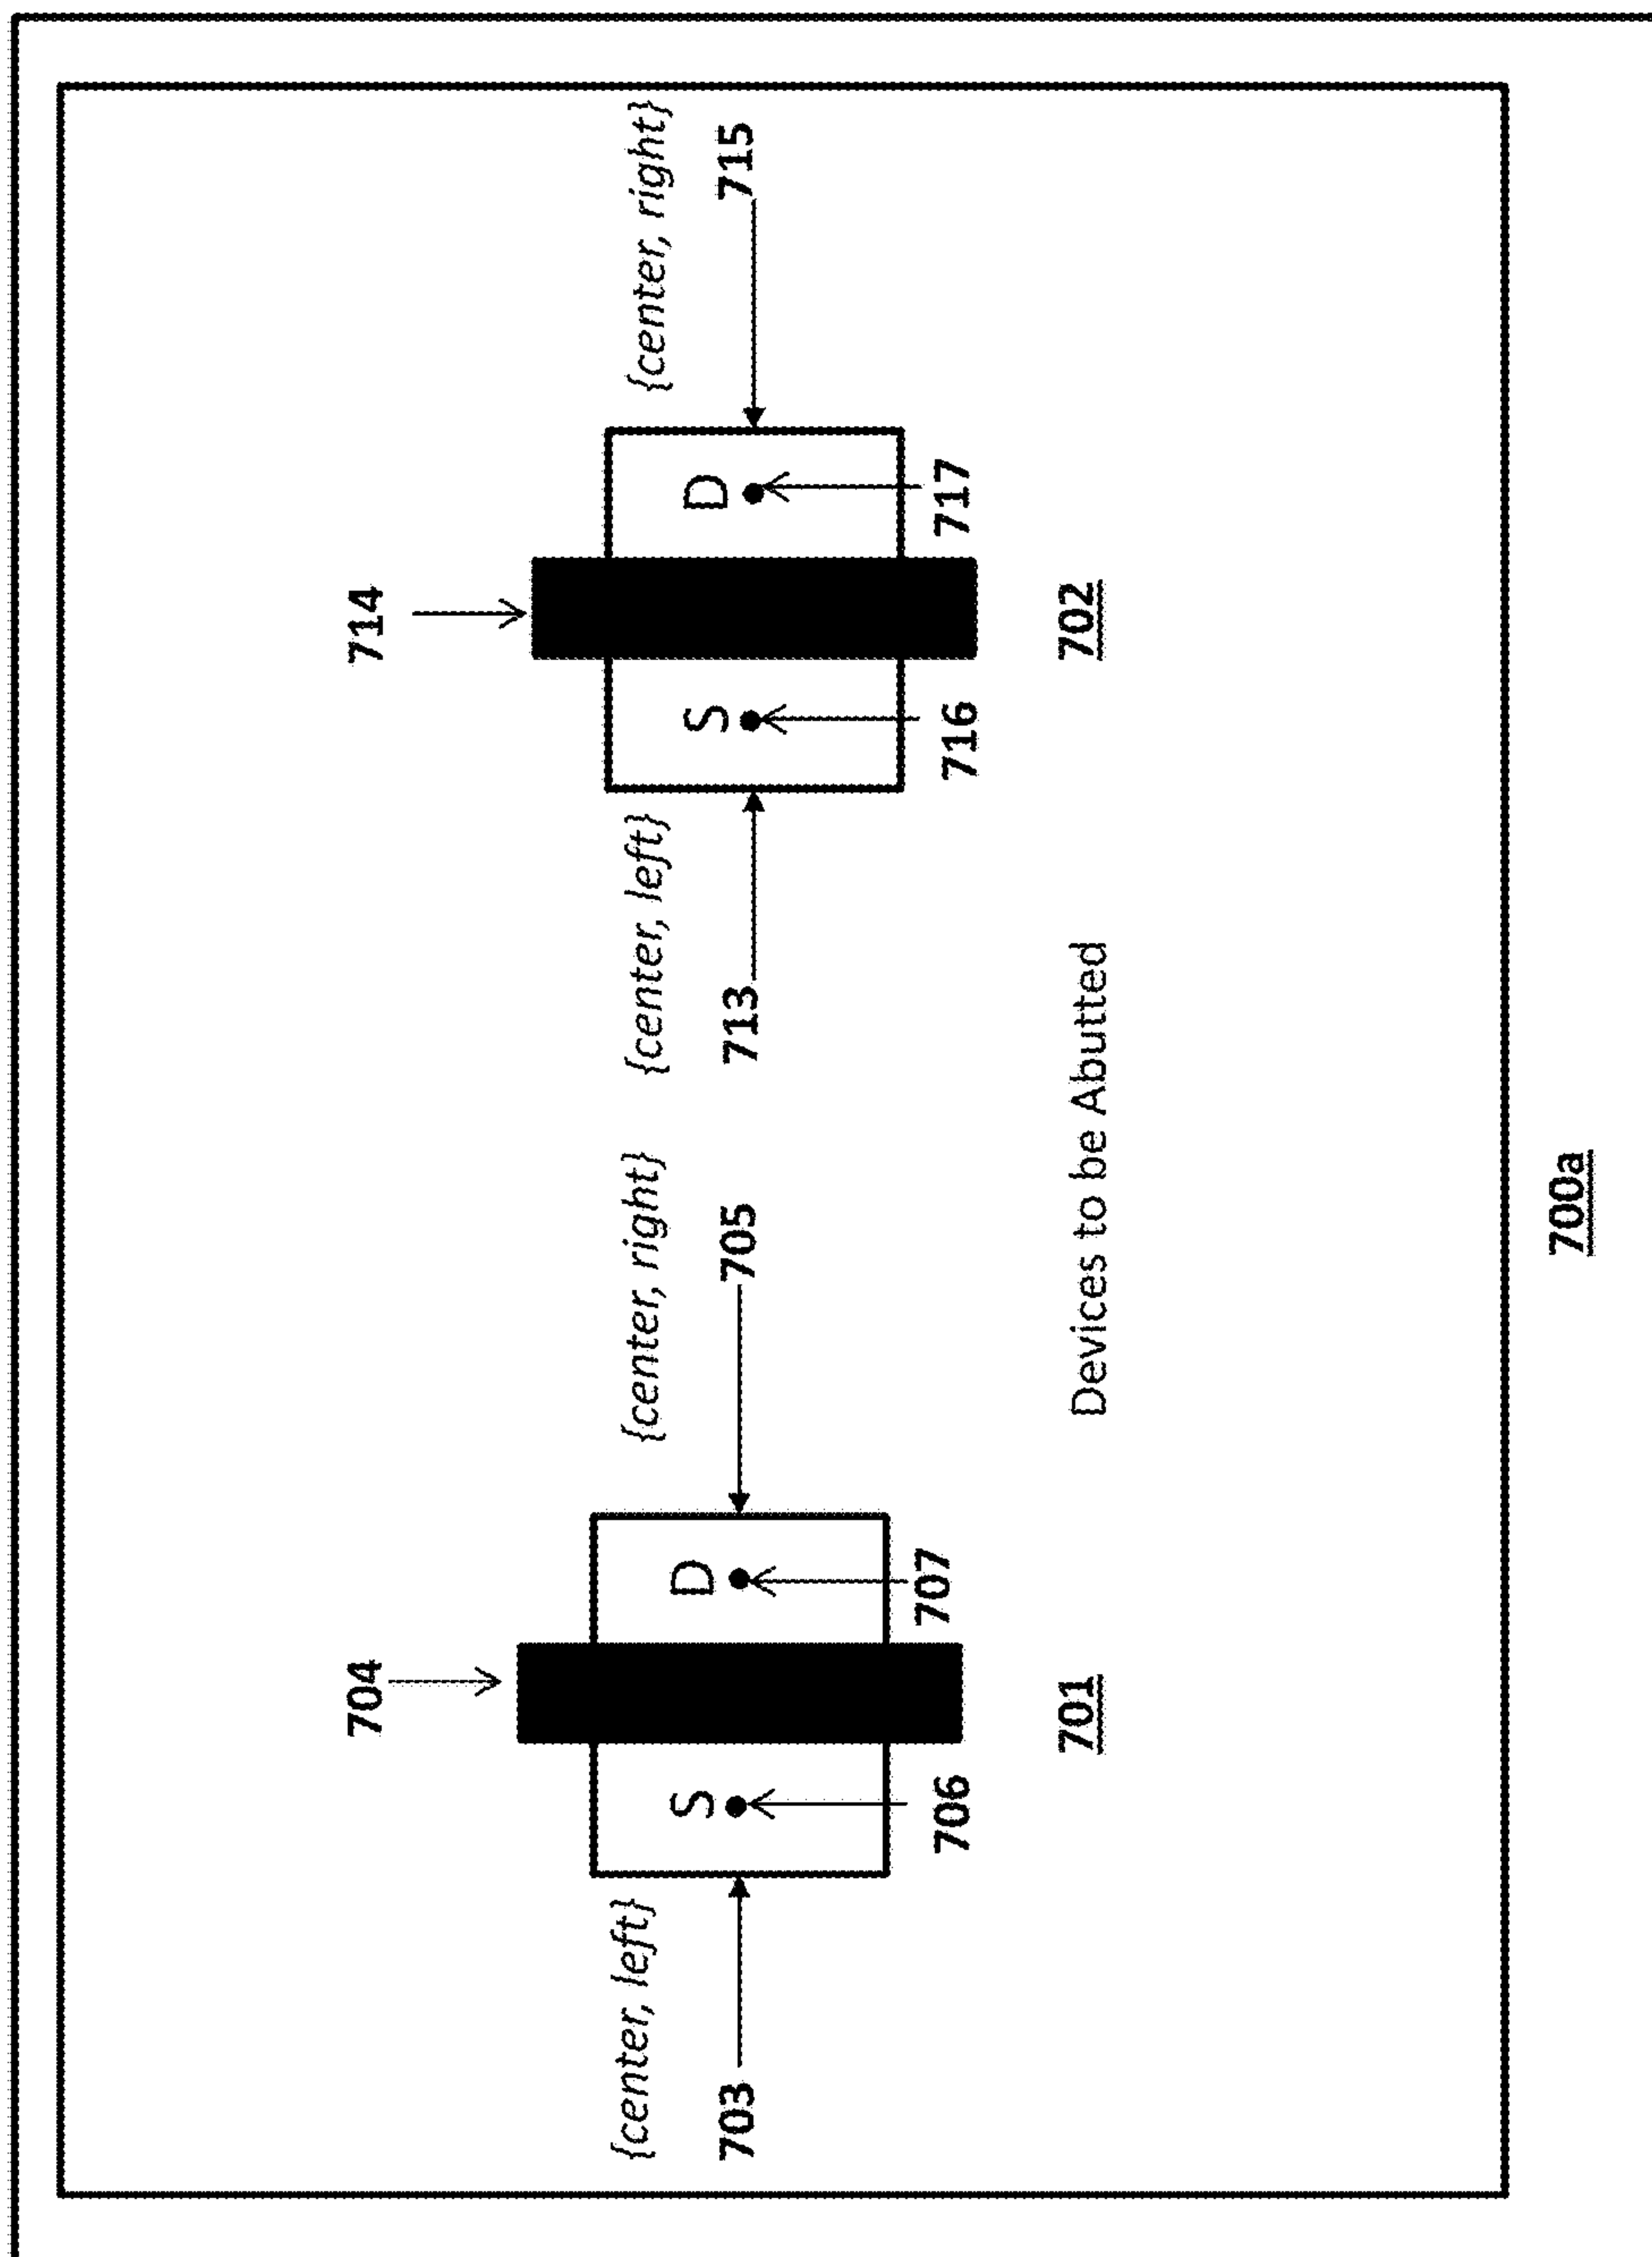 704
714
{center, left}
{center, right}
{center, left}
{center, right}
703
S
D
705
713
S
D
715
706
707
716
717
701
702
Devices to be Abutted
700a